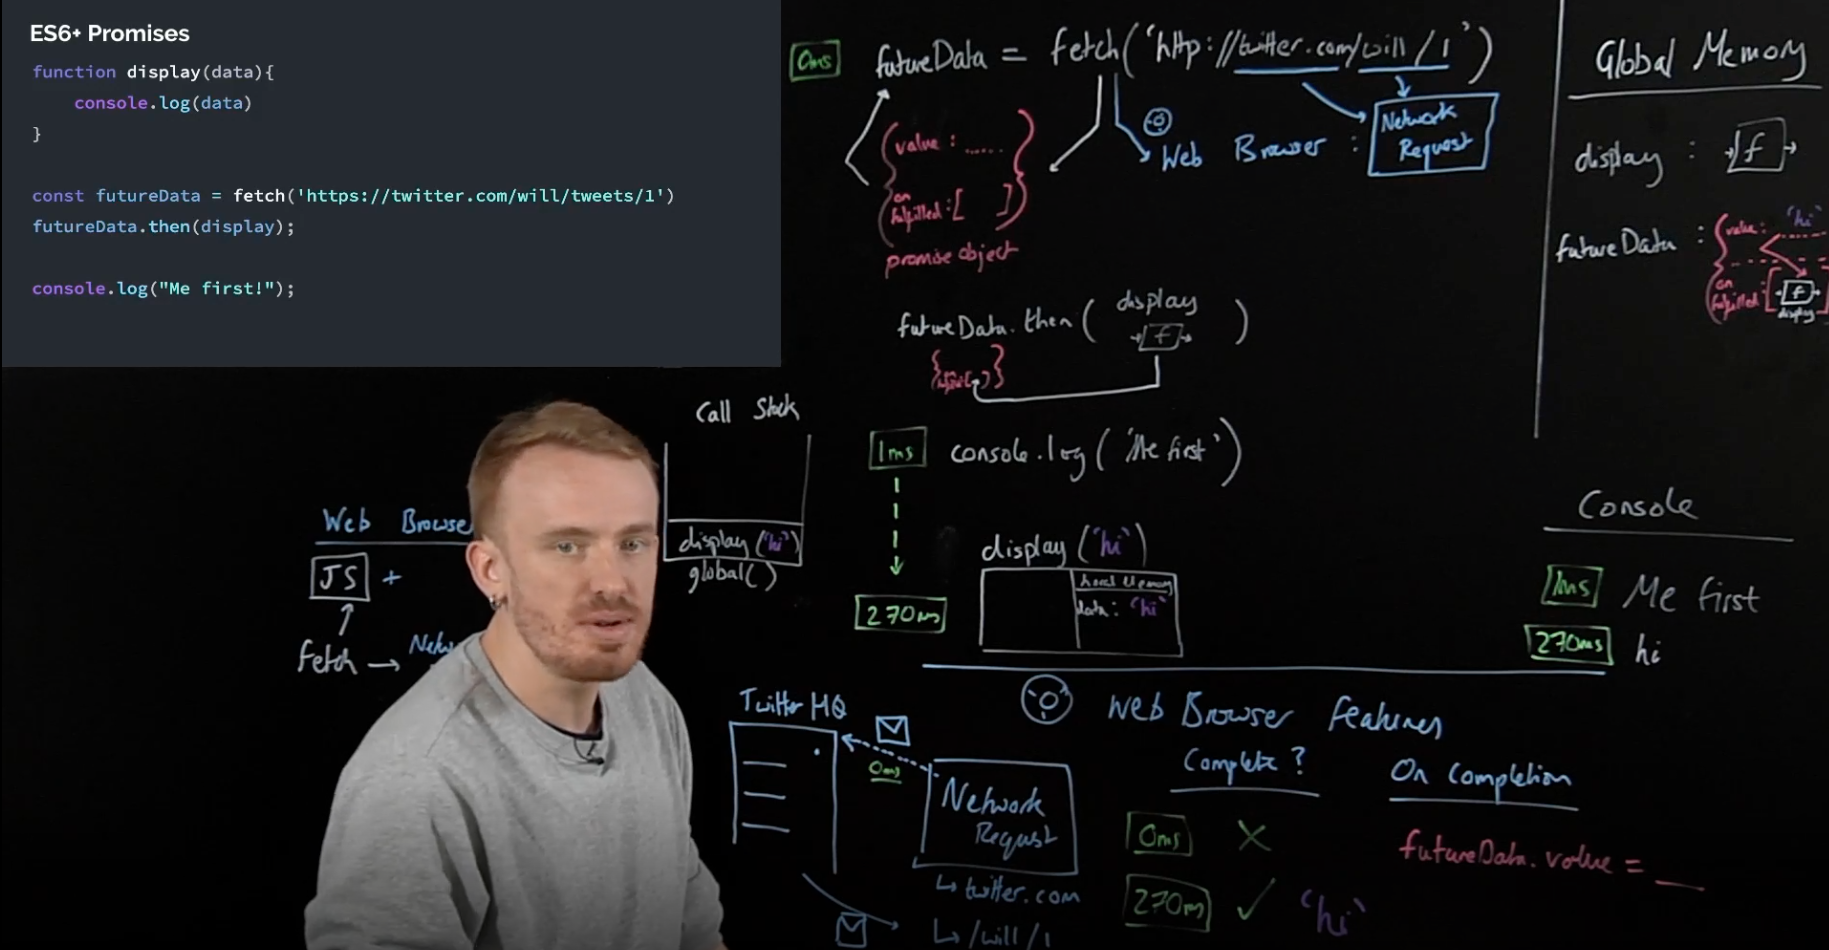 ES6+ Promises
function display(data){
console.log(data)
}
const futureData = fetch('https://twitter.com/will/tweets/1')
futureData.then(display);
console.log("Me first!");
0ms futureData = fetch('http://twitter.com/will/1')
{value: ......
on fulfilled:[ ]}
promise object
Web Browser : Network Request
futureData.then( display )
f
1ms console.log('Me first')
270ms
display('hi')
Local Memory
data: 'hi'
Call Stack
display('hi')
global()
Web Browse
JS +
fetch →
Global Memory
display : f
futureData : {value: 'hi'
on fulfilled:[ f
display
Console
1ms Me first
270ms hi
Web Browser Features
Twitter HQ
0ms
Network Request
↳ twitter.com
↳ /will/1
Complete?
0ms X
270ms ✓ 'hi'
On Completion
futureData.value = __